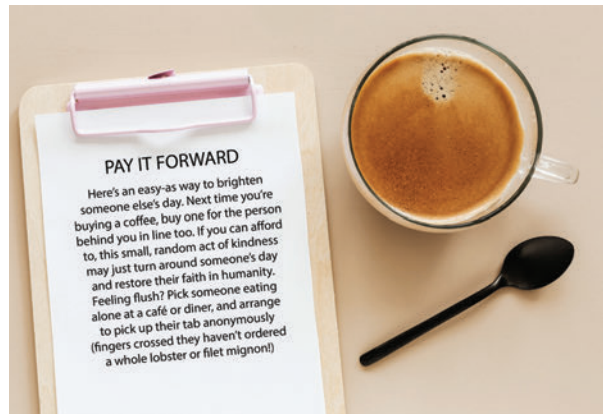 PAY IT FORWARD
Here's an easy-as way to brighten
someone else's day. Next time you're
buying a coffee, buy one for the person
behind you in line too. If you can afford
to, this small, random act of kindness
may just turn around someone's day
and restore their faith in humanity.
Feeling flush? Pick someone eating
alone at a café or diner, and arrange
to pick up their tab anonymously
(fingers crossed they haven't ordered
a whole lobster or filet mignon!)